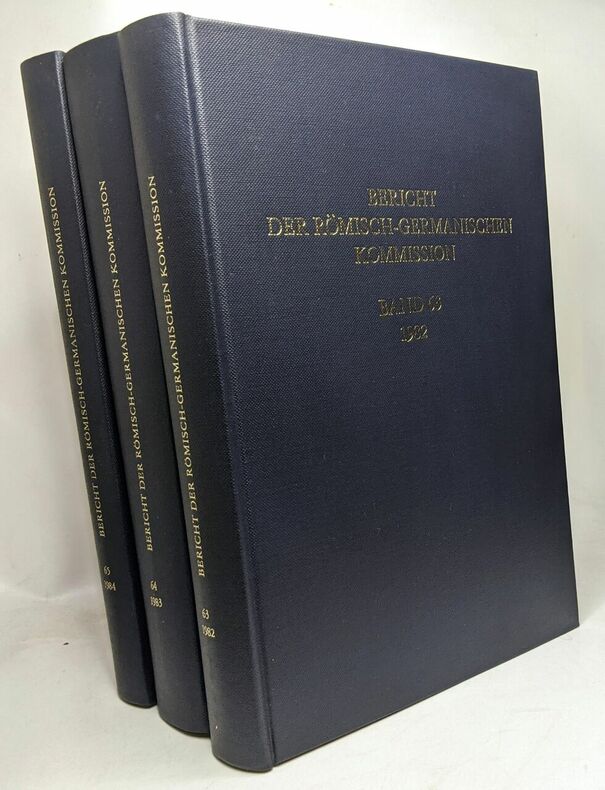 BERICHT
DER RÖMISCH-GERMANISCHEN
KOMMISSION
BAND 63
1982
BERICHT DER RÖMISCH-GERMANISCHEN KOMMISSION
65
1984
BERICHT DER RÖMISCH-GERMANISCHEN KOMMISSION
64
1983
BERICHT DER RÖMISCH-GERMANISCHEN KOMMISSION
63
1982